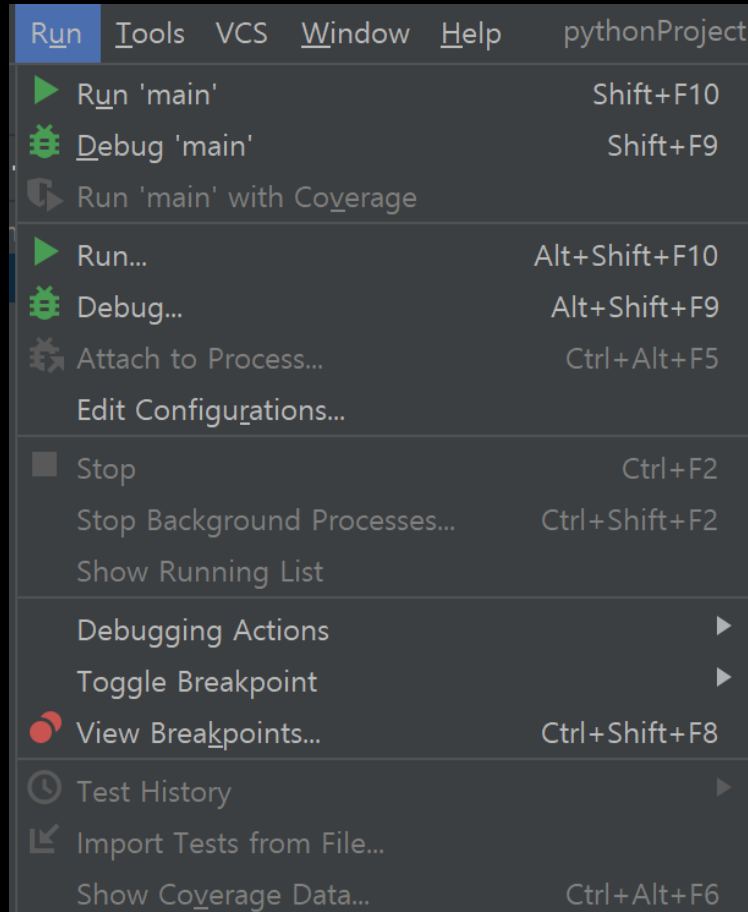 Run Tools VCS Window Help pythonProject
Run 'main' Shift+F10
Debug 'main' Shift+F9
Run 'main' with Coverage
Run... Alt+Shift+F10
Debug... Alt+Shift+F9
Attach to Process... Ctrl+Alt+F5
Edit Configurations...
Stop Ctrl+F2
Stop Background Processes... Ctrl+Shift+F2
Show Running List
Debugging Actions
Toggle Breakpoint
View Breakpoints... Ctrl+Shift+F8
Test History
Import Tests from File...
Show Coverage Data... Ctrl+Alt+F6